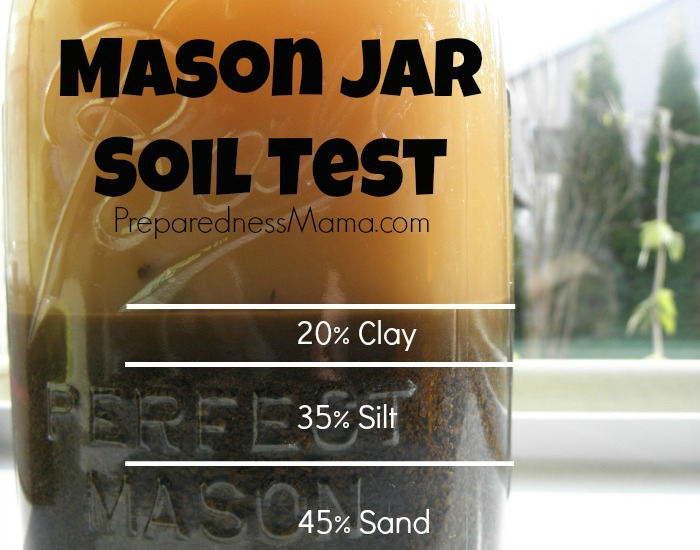 Mason Jar
Soil Test
PreparednessMama.com
20% Clay
35% Silt
PERFECT
45% Sand
MASON